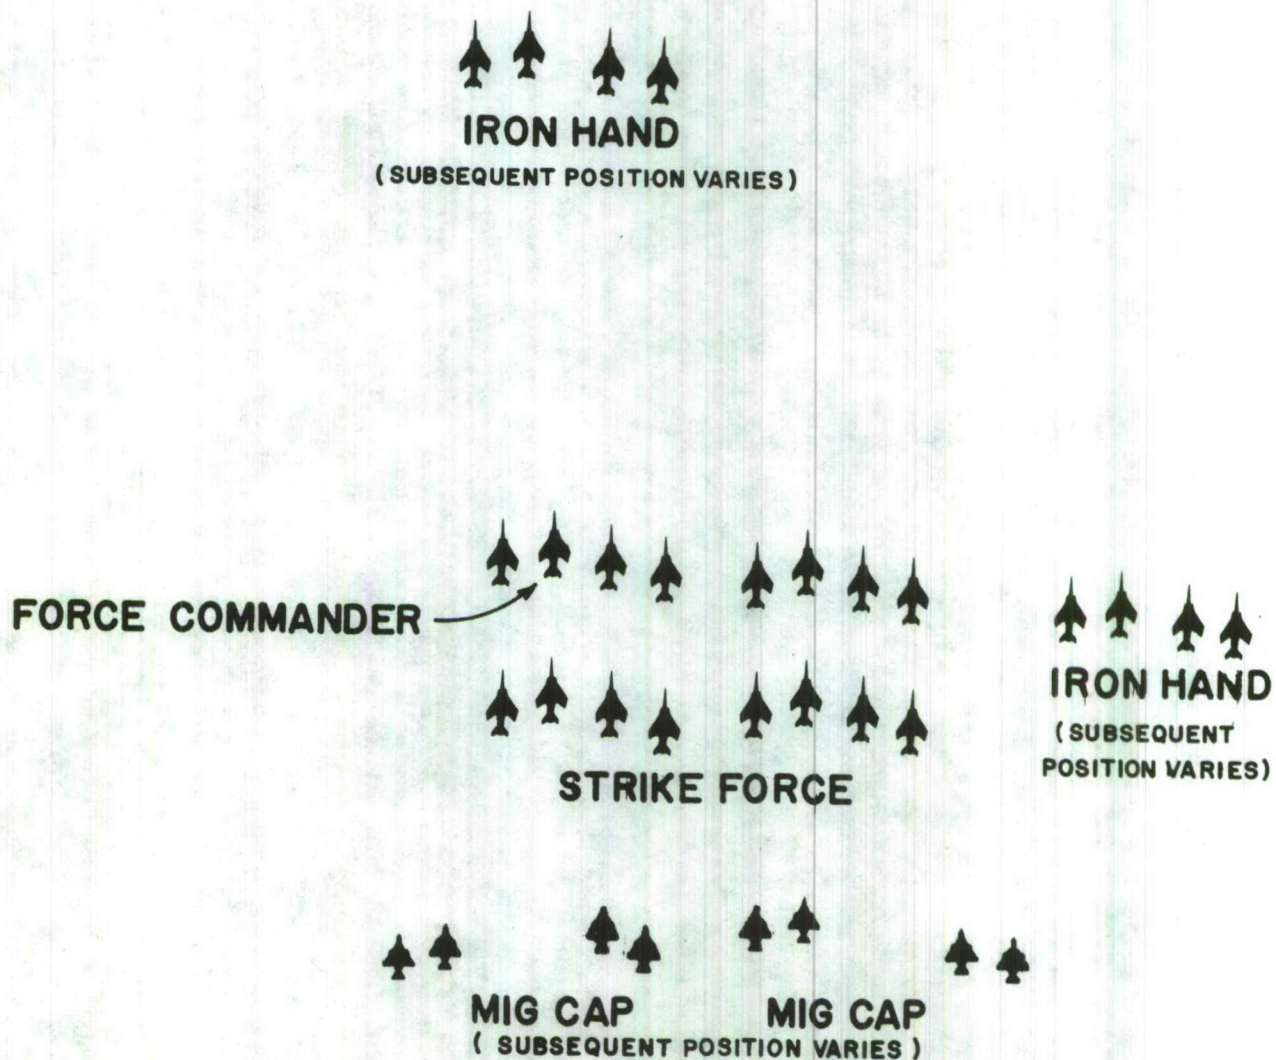 IRON HAND
(SUBSEQUENT POSITION VARIES)
FORCE COMMANDER
IRON HAND
(SUBSEQUENT
POSITION VARIES)
STRIKE FORCE
MIG CAP MIG CAP
( SUBSEQUENT POSITION VARIES )